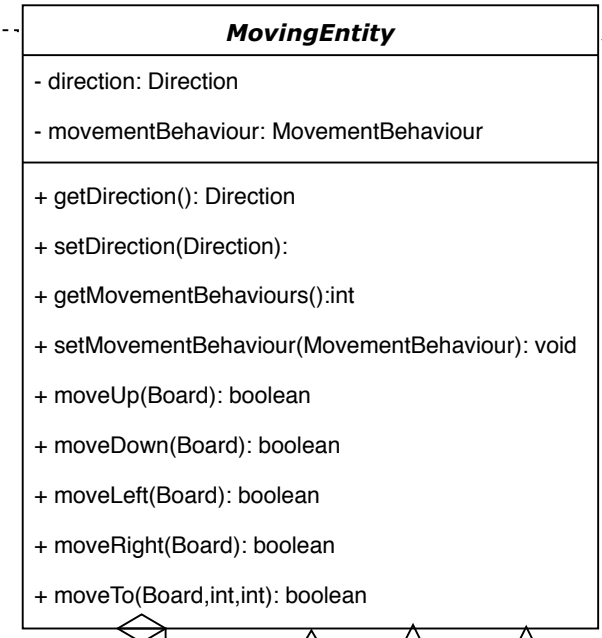 MovingEntity
- direction: Direction
- movementBehaviour: MovementBehaviour
+ getDirection(): Direction
+ setDirection(Direction):
+ getMovementBehaviours():int
+ setMovementBehaviour(MovementBehaviour): void
+ moveUp(Board): boolean
+ moveDown(Board): boolean
+ moveLeft(Board): boolean
+ moveRight(Board): boolean
+ moveTo(Board,int,int): boolean